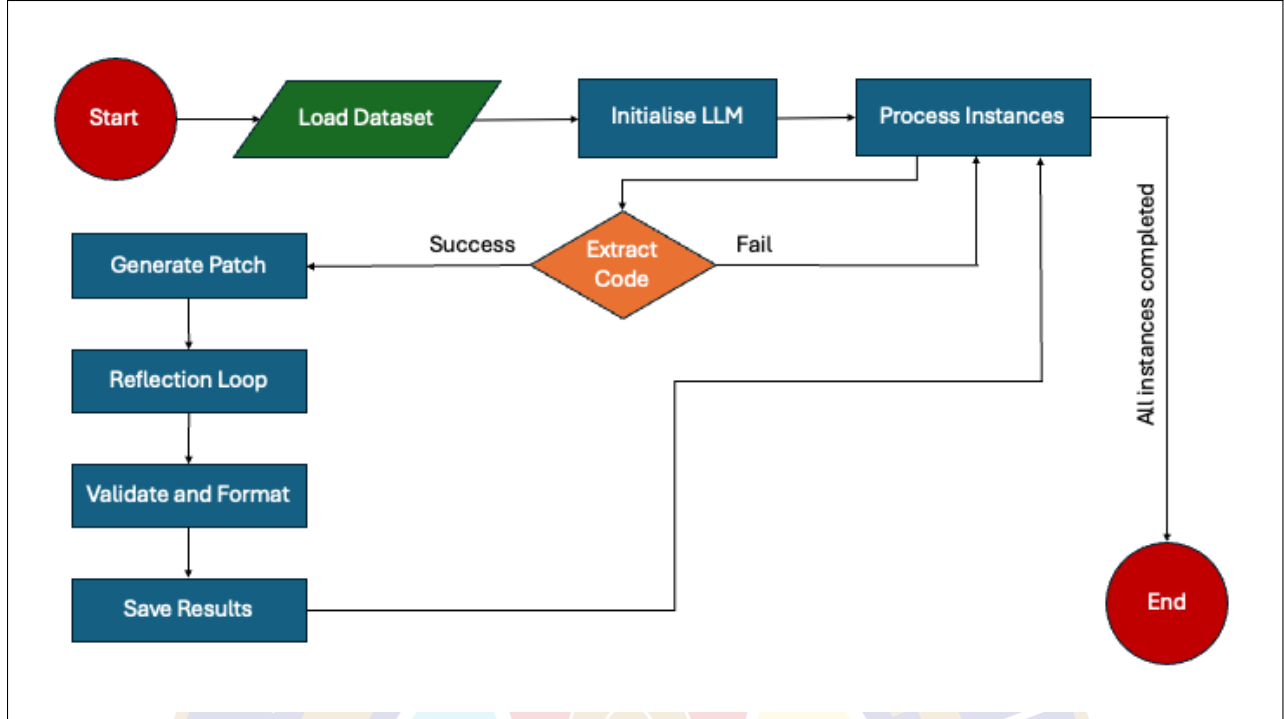 Start
Load Dataset
Initialise LLM
Process Instances
Success
Extract
Code
Fail
All instances completed
Generate Patch
Reflection Loop
Validate and Format
Save Results
End